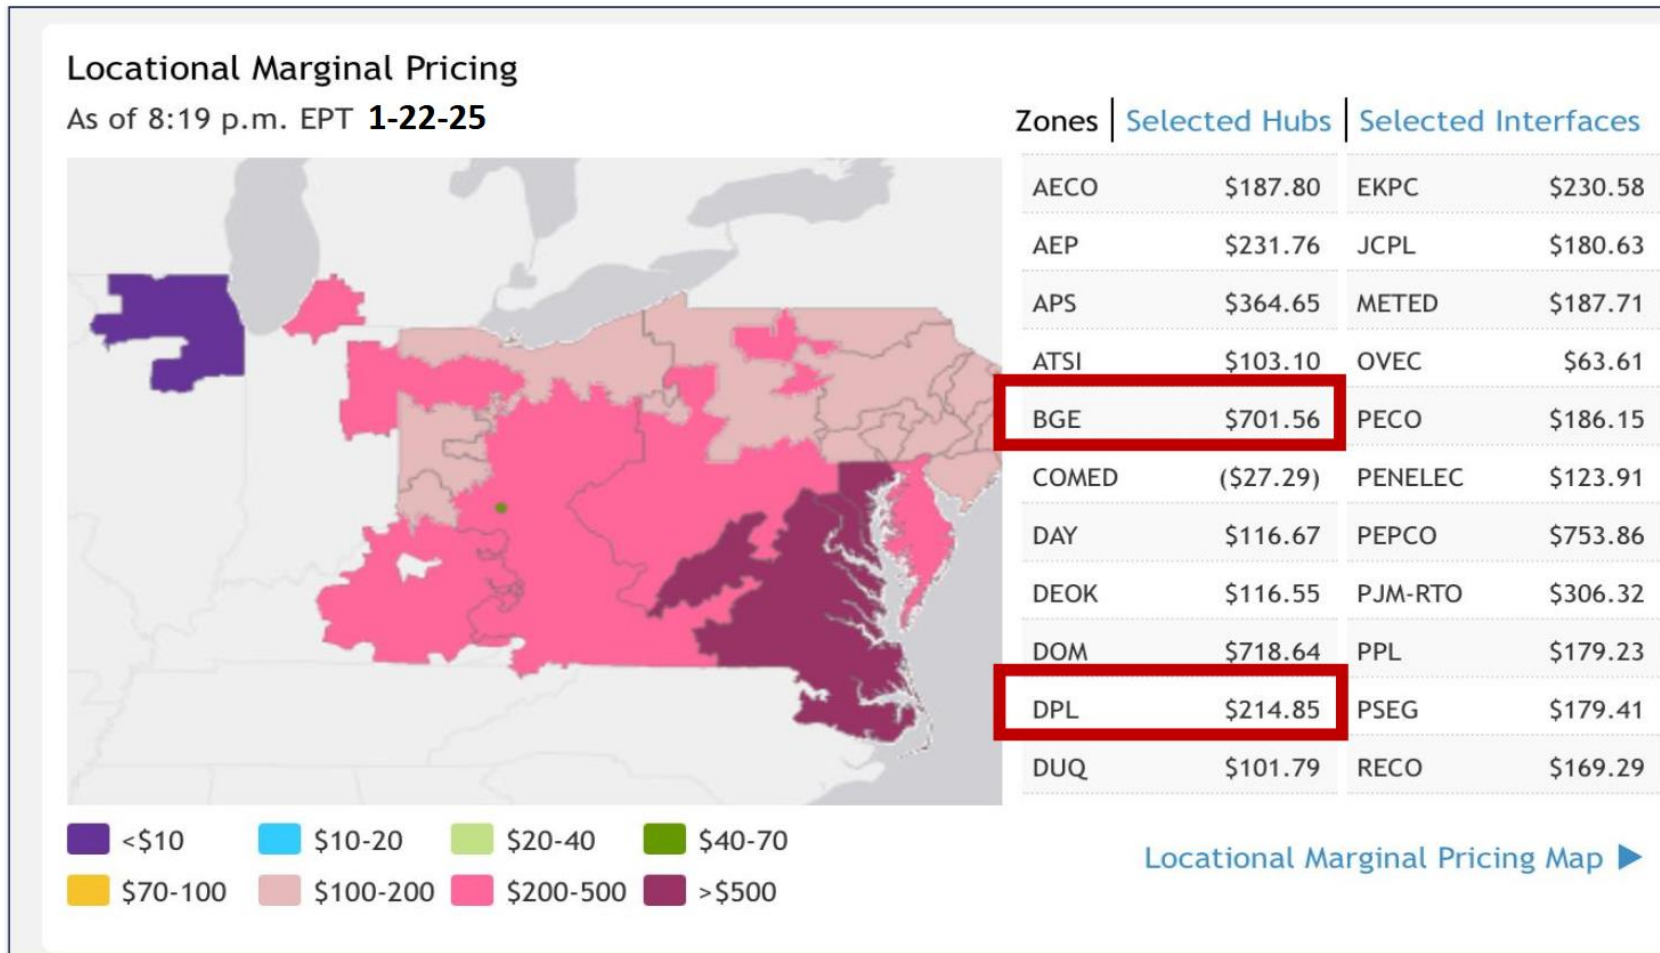 Locational Marginal Pricing
As of 8:19 p.m. EPT 1-22-25
Zones Selected Hubs Selected Interfaces
AECO $187.80 EKPC $230.58
AEP $231.76 JCPL $180.63
APS $364.65 METED $187.71
ATSI $103.10 OVEC $63.61
BGE $701.56 PECO $186.15
COMED ($27.29) PENELEC $123.91
DAY $116.67 PEPCO $753.86
DEOK $116.55 PJM-RTO $306.32
DOM $718.64 PPL $179.23
DPL $214.85 PSEG $179.41
DUQ $101.79 RECO $169.29
<$10 $10-20 $20-40 $40-70
$70-100 $100-200 $200-500 >$500
Locational Marginal Pricing Map